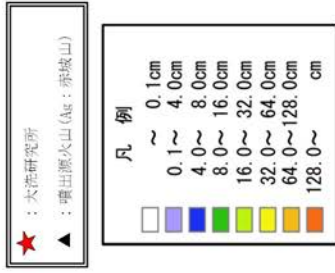 ：大洗研究所
：噴出源火山(Ag：赤城山)
凡 例
～ 0.1cm
0.1～ 4.0cm
4.0～ 8.0cm
8.0～ 16.0cm
16.0～ 32.0cm
32.0～ 64.0cm
64.0～128.0cm
128.0～ cm